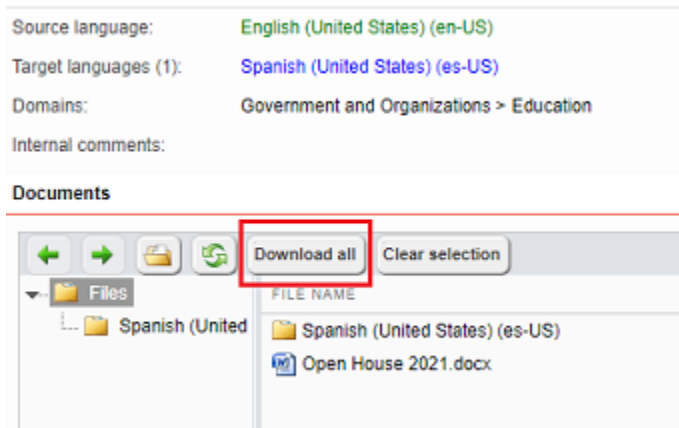 Source language: English (United States) (en-US)
Target languages (1): Spanish (United States) (es-US)
Domains: Government and Organizations > Education
Internal comments:
Documents
Download all Clear selection
Files FILE NAME
Spanish (United Spanish (United States) (es-US)
Open House 2021.docx